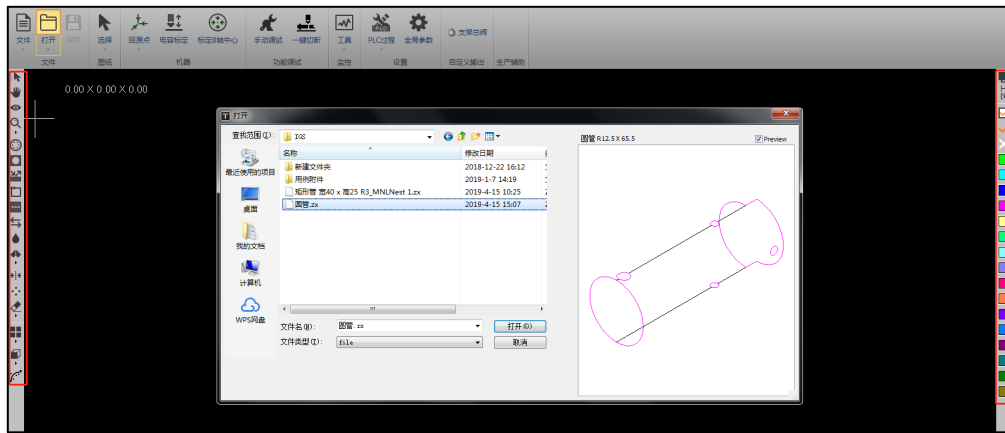 文件 打开 保存 选择 回原点 电容标定 标定B轴中心 手动调试 一键切断 工具 PLC过程 全局参数 支架总阀
文件 图纸 机器 功能调试 监控 设置 自定义输出 生产辅助
0.00 X 0.00 X 0.00
打开
查找范围(I): IGS
圆管 R12.5 X 65.5 Preview
名称 修改日期
最近使用的项目
新建文件夹 2018-12-22 16:12
用例附件 2019-1-7 14:19
矩形管 宽40 x 高25 R3_MNLNest 1.zx 2019-4-15 10:25
圆管.zx 2019-4-15 15:07
桌面
我的文档
计算机
WPS网盘
文件名(N): 圆管.zx 打开(O)
文件类型(T): file 取消